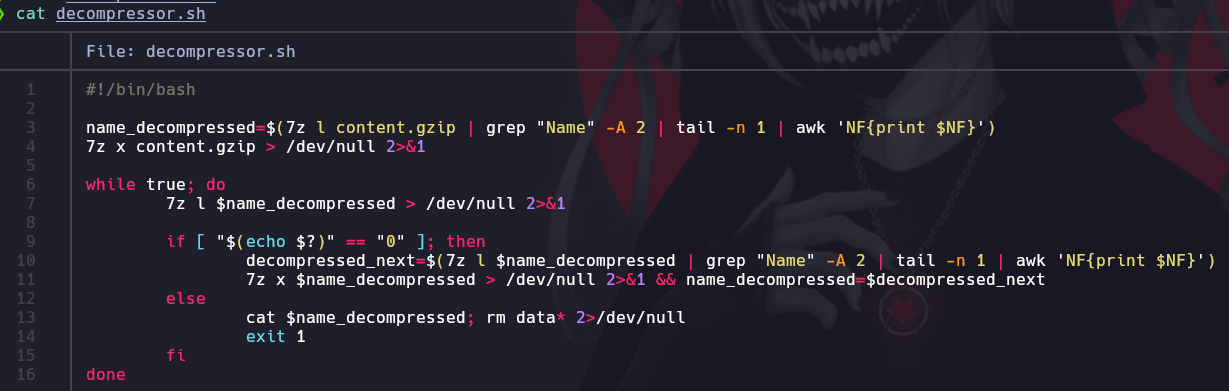 ❯ cat decompressor.sh
File: decompressor.sh
1 #!/bin/bash
2
3 name_decompressed=$(7z l content.gzip | grep "Name" -A 2 | tail -n 1 | awk 'NF{print $NF}')
4 7z x content.gzip > /dev/null 2>&1
5
6 while true; do
7 7z l $name_decompressed > /dev/null 2>&1
8
9 if [ "$(echo $?)" == "0" ]; then
10 decompressed_next=$(7z l $name_decompressed | grep "Name" -A 2 | tail -n 1 | awk 'NF{print $NF}')
11 7z x $name_decompressed > /dev/null 2>&1 && name_decompressed=$decompressed_next
12 else
13 cat $name_decompressed; rm data* 2>/dev/null
14 exit 1
15 fi
16 done